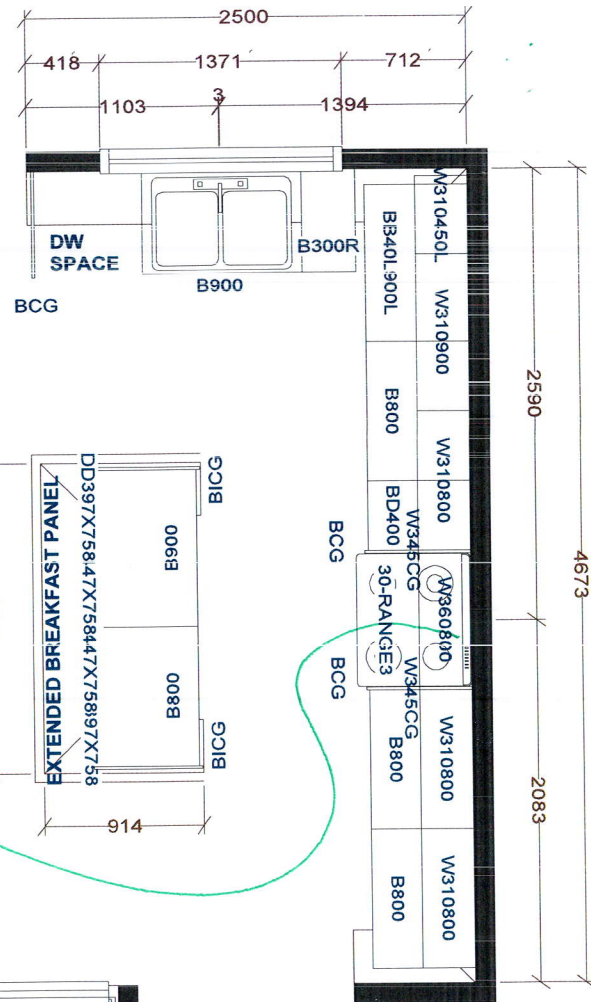 2500
418 1371 712
1103 3 1394
DW
SPACE
B300R
B900
BCG
W310450L
BB40L900L
W310900
2590
B800
W310800
BD400
W345CG
BCG
30-RANGE3
W360800
4673
BCG
W345CG
B800
W310800
2083
B800
W310800
BICG
B900
B800
BICG
EXTENDED BREAKFAST PANEL
914